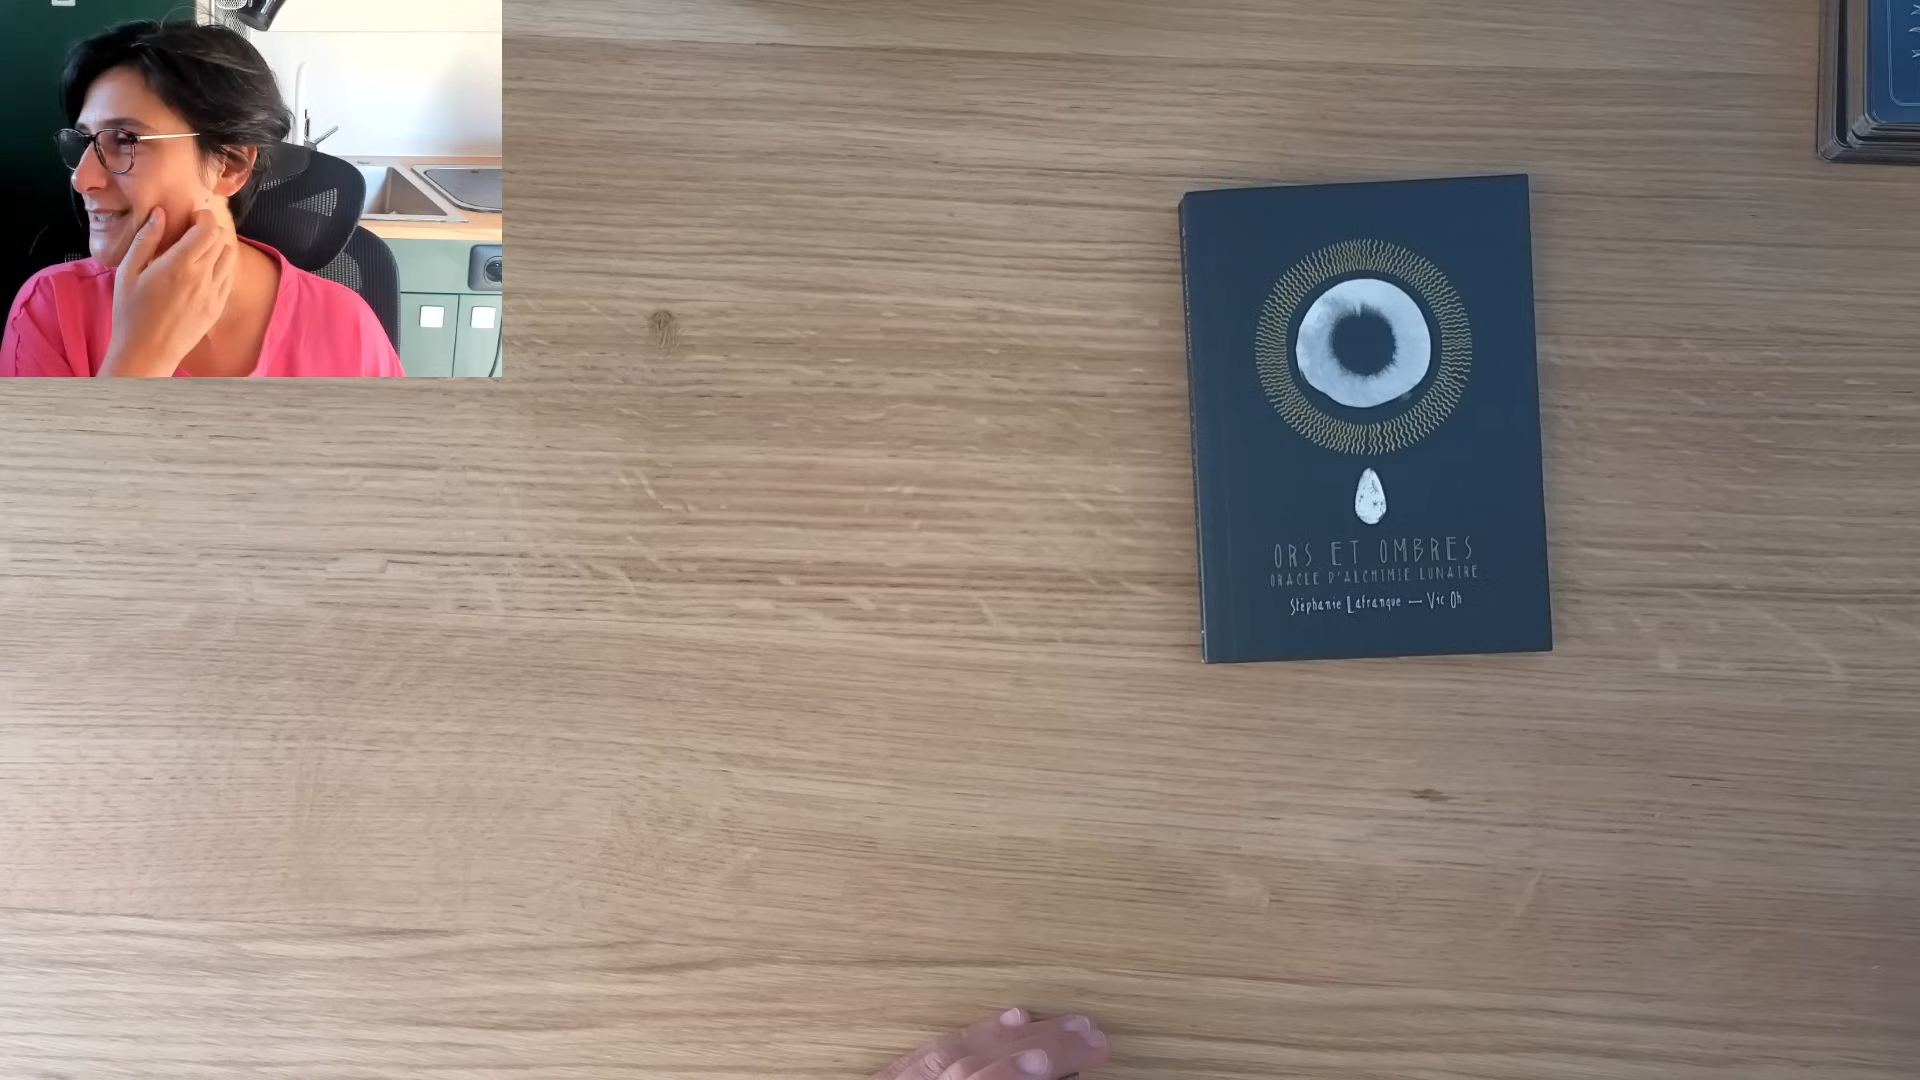 ORS ET OMBRES
ORACLE D'ALCHIMIE LUNAIRE
Stéphanie Lafranque — Vic Oh